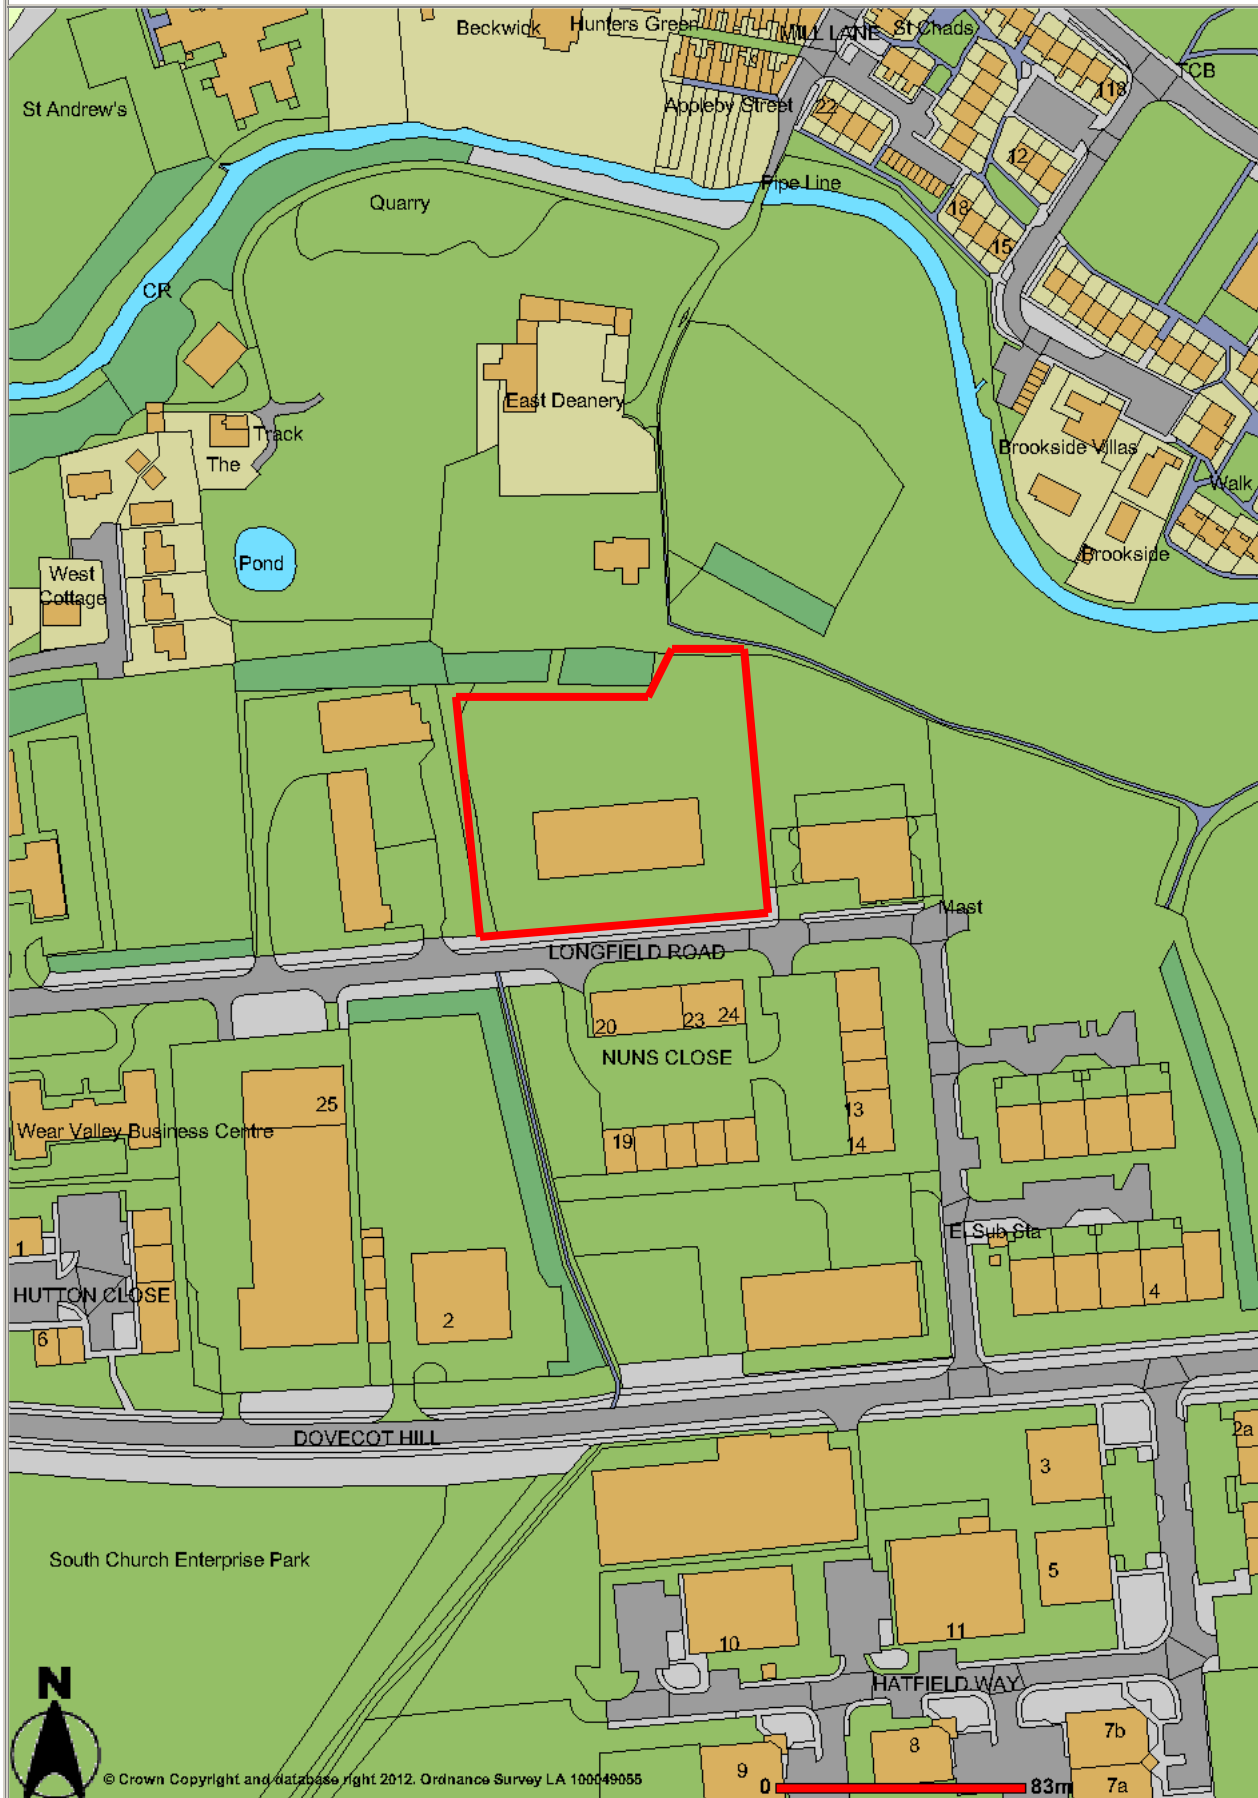 Beckwick
Hunters Green
MILL LANE
St Chads
TCB
118
St Andrew's
Appleby Street
22
12
Pipe Line
Quarry
18
15
CR
East Deanery
Track
The
Brookside Villas
Walk
Pond
Brookside
West
Cottage
Mast
LONGFIELD ROAD
20
23
24
NUNS CLOSE
25
13
14
Wear Valley Business Centre
19
1
El Sub Sta
HUTTON CLOSE
4
2
6
DOVECOT HILL
2a
3
South Church Enterprise Park
5
10
11
N
HATFIELD WAY
7b
8
9
7a
© Crown Copyright and database right 2012. Ordnance Survey LA 100049055
0
83m